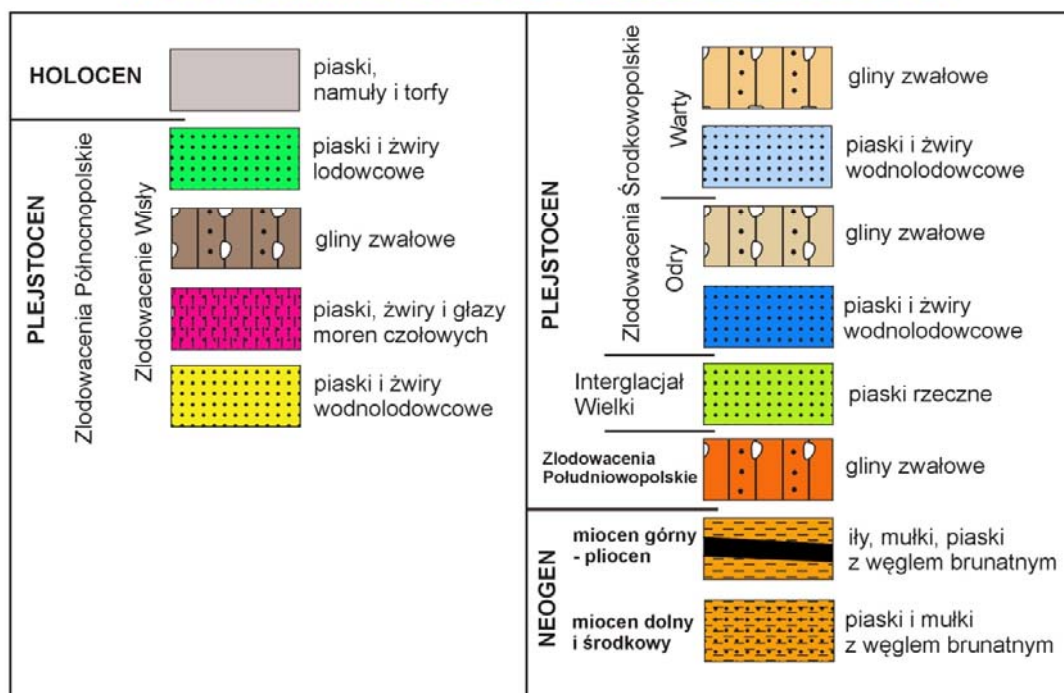 HOLOCEN
piaski,
namuły i torfy
PLEJSTOCEN
Zlodowacenia Północnopolskie
Zlodowacenie Wisły
piaski i żwiry
lodowcowe
gliny zwałowe
piaski, żwiry i głazy
moren czołowych
piaski i żwiry
wodnolodowcowe
PLEJSTOCEN
Zlodowacenia Środkowopolskie
Warty
gliny zwałowe
piaski i żwiry
wodnolodowcowe
Odry
gliny zwałowe
piaski i żwiry
wodnolodowcowe
Interglacjał
Wielki
piaski rzeczne
Zlodowacenia
Południowopolskie
gliny zwałowe
NEOGEN
miocen górny
- pliocen
iły, mułki, piaski
z węglem brunatnym
miocen dolny
i środkowy
piaski i mułki
z węglem brunatnym